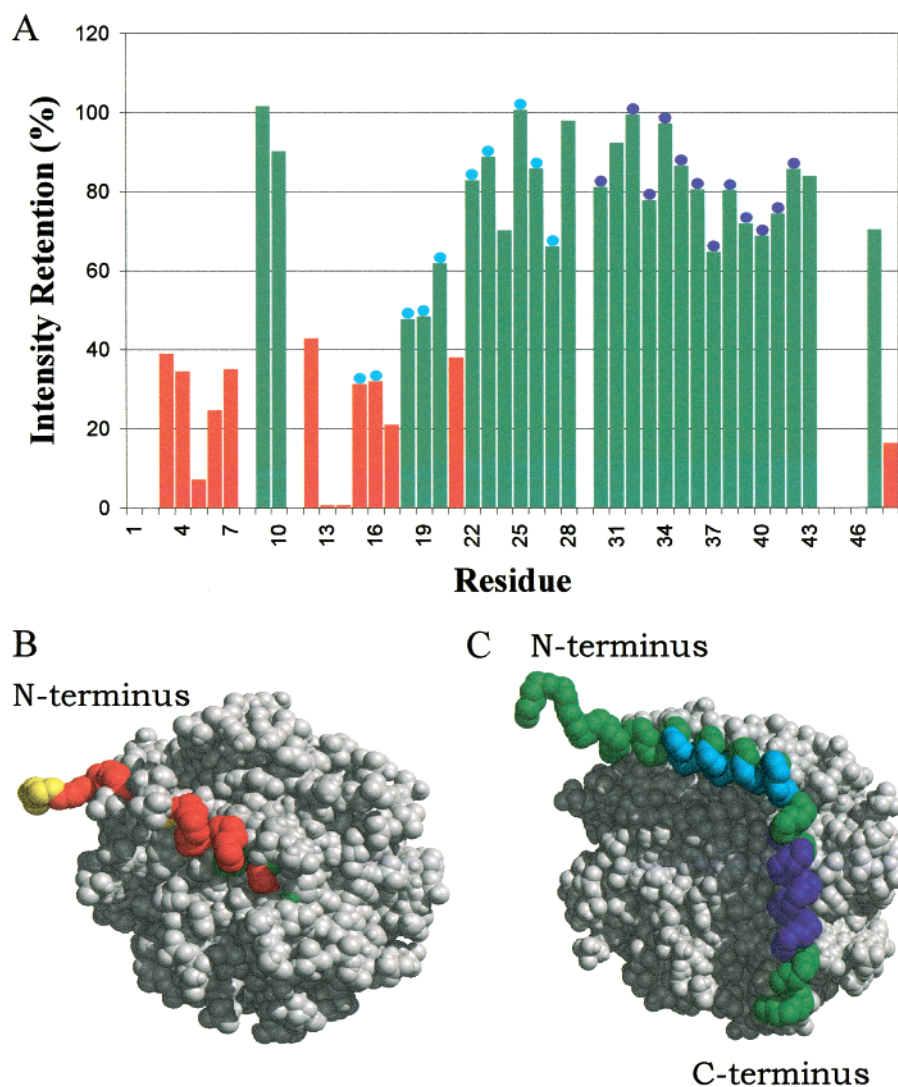 A
Intensity Retention (%)
120
100
80
60
40
20
0
1 4 7 10 13 16 19 22 25 28 31 34 37 40 43 46
Residue
B
N-terminus
C
N-terminus
C-terminus